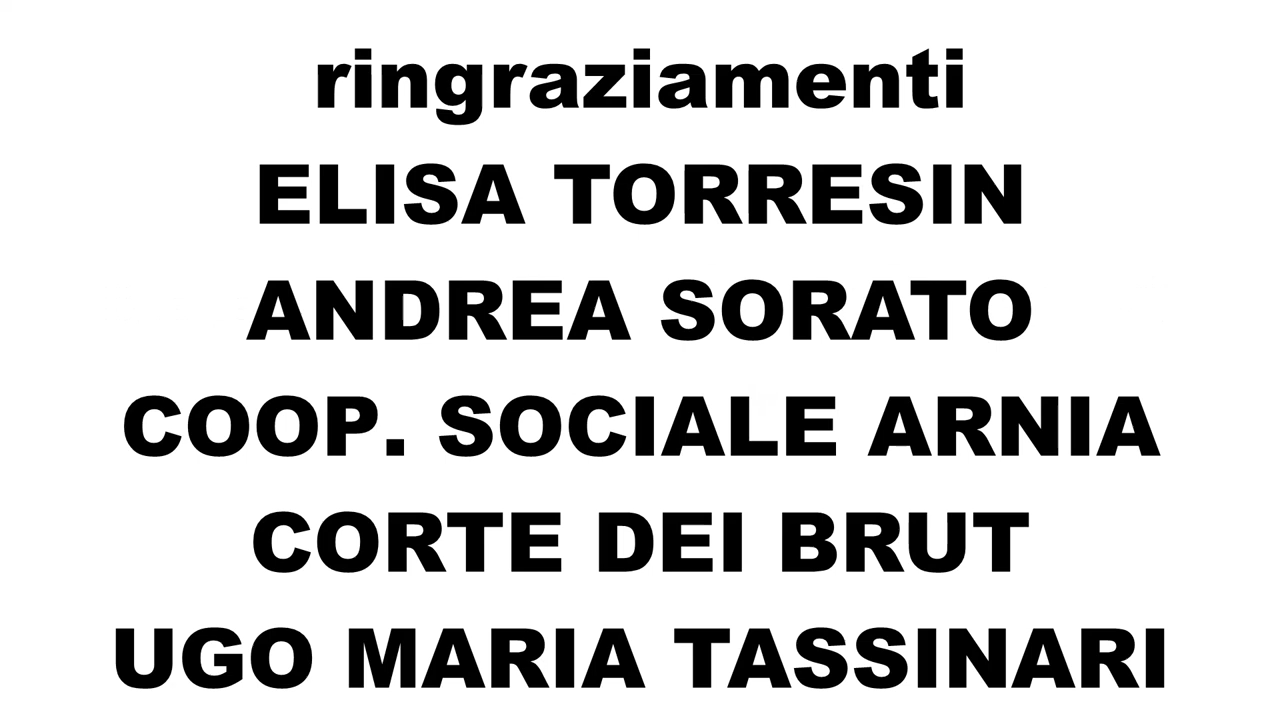 ringraziamenti
ELISA TORRESIN
ANDREA SORATO
COOP. SOCIALE ARNIA
CORTE DEI BRUT
UGO MARIA TASSINARI